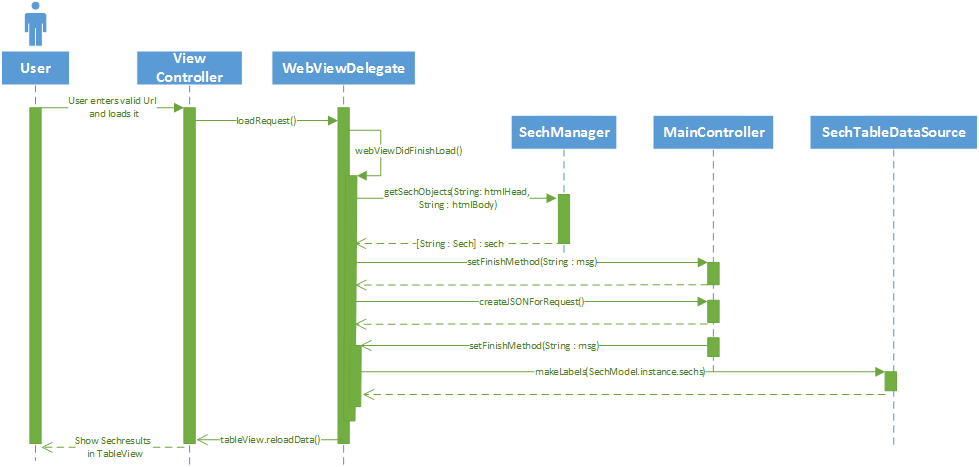 User
View
Controller
WebViewDelegate
SechManager
MainController
SechTableDataSource
User enters valid Url
and loads it
loadRequest()
webViewDidFinishLoad()
getSechObjects(String: htmlHead,
String : htmlBody)
[String : Sech] : sech
setFinishMethod(String : msg)
createJSONForRequest()
setFinishMethod(String : msg)
makeLabels(SechModel.instance.sechs)
tableView.reloadData()
Show Sechresults
in TableView